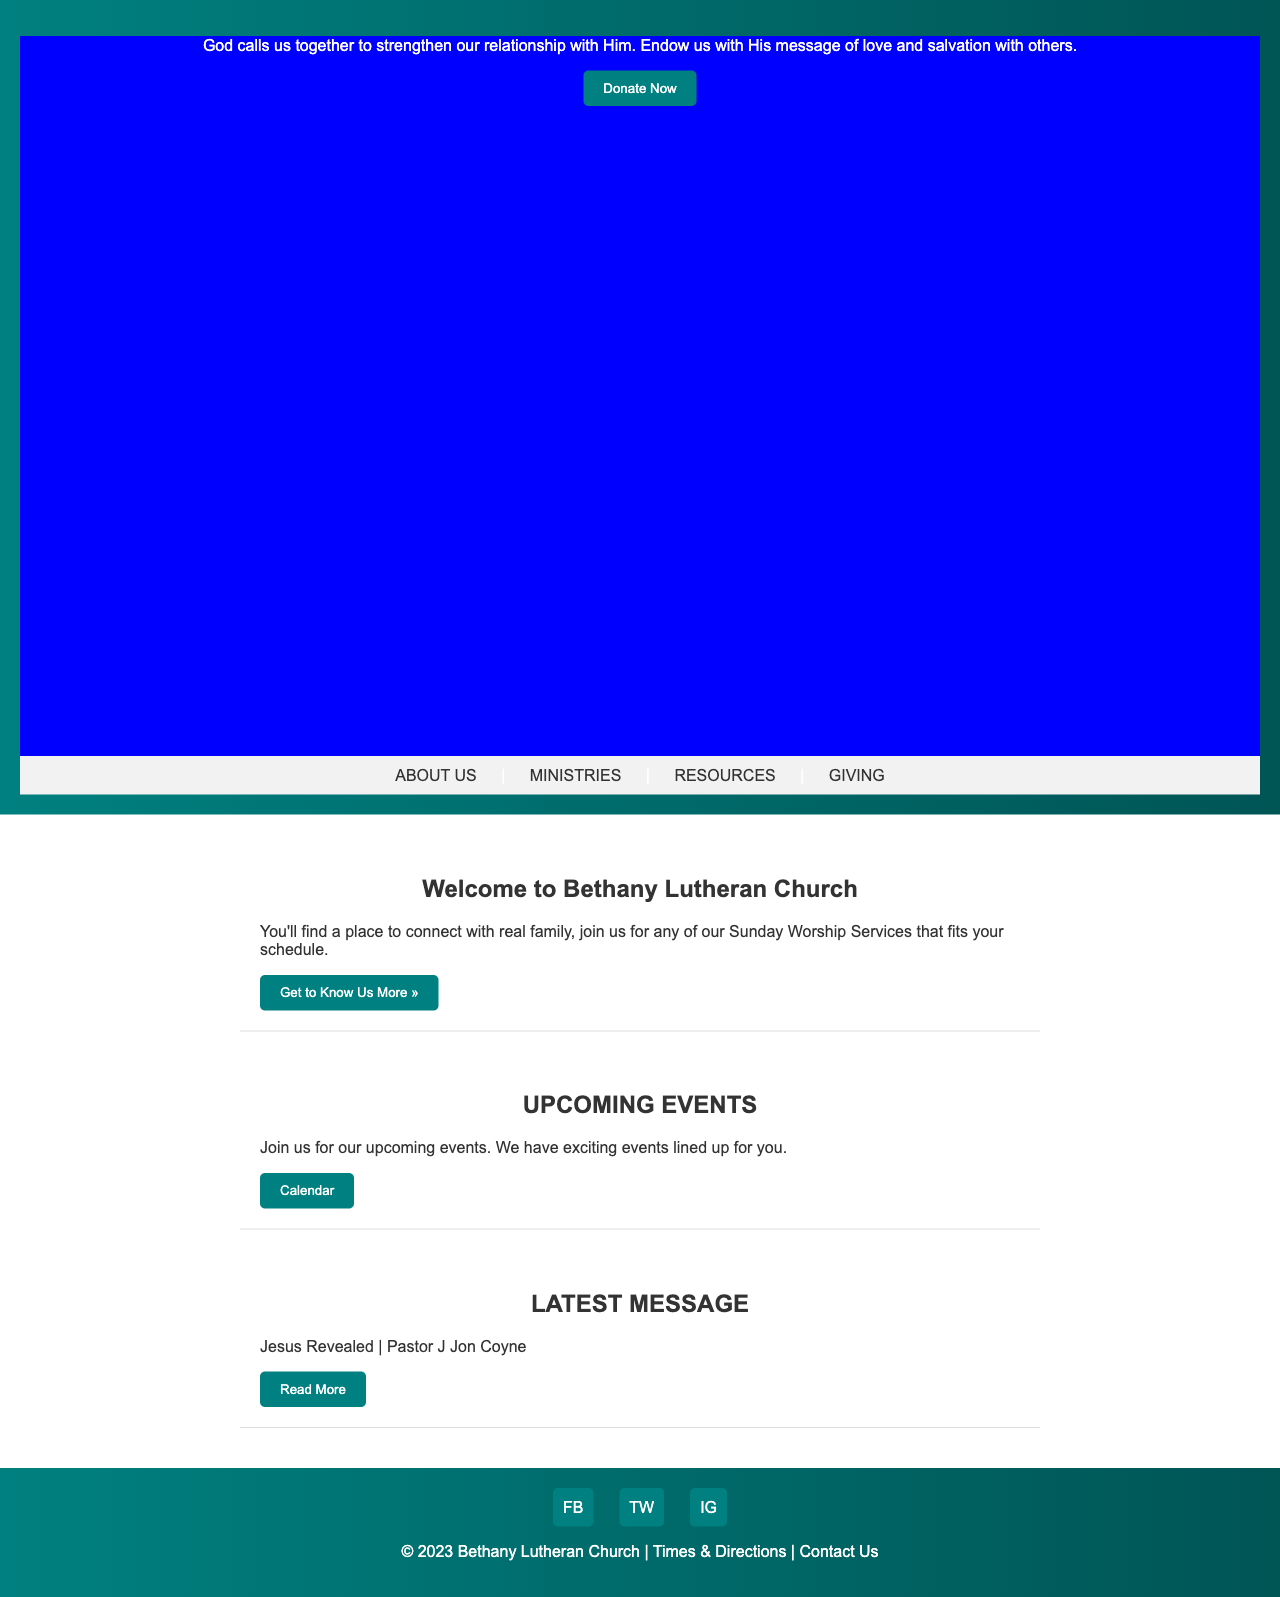 God calls us together to strengthen our relationship with Him. Endow us with His message of love and salvation with others.
Donate Now
ABOUT US | MINISTRIES | RESOURCES | GIVING
Welcome to Bethany Lutheran Church
You'll find a place to connect with real family, join us for any of our Sunday Worship Services that fits your
schedule.
Get to Know Us More »
UPCOMING EVENTS
Join us for our upcoming events. We have exciting events lined up for you.
Calendar
LATEST MESSAGE
Jesus Revealed | Pastor J Jon Coyne
Read More
FB TW IG
© 2023 Bethany Lutheran Church | Times & Directions | Contact Us